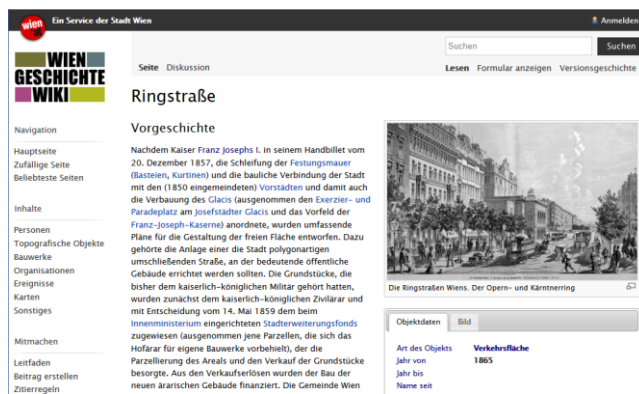 wien at
Ein Service der Stadt Wien
Anmelden
WIEN
GESCHICHTE
WIKI
Suchen
Suchen
Seite Diskussion
Lesen Formular anzeigen Versionsgeschichte
Navigation
Hauptseite
Zufällige Seite
Beliebteste Seiten
Inhalte
Personen
Topografische Objekte
Bauwerke
Organisationen
Ereignisse
Karten
Sonstiges
Mitmachen
Leitfaden
Beitrag erstellen
Zitierregeln
Ringstraße
Vorgeschichte
Nachdem Kaiser Franz Josephs I. in seinem Handbillet vom
20. Dezember 1857, die Schleifung der Festungsmauer
(Basteien, Kurtinen) und die bauliche Verbindung der Stadt
mit den (1850 eingemeindeten) Vorstädten und damit auch
die Verbauung des Glacis (ausgenommen den Exerzier- und
Paradeplatz am Josefstädter Glacis und das Vorfeld der
Franz-Joseph-Kaserne) anordnete, wurden umfassende
Pläne für die Gestaltung der freien Fläche entworfen. Dazu
gehörte die Anlage einer die Stadt polygonartigen
umschließenden Straße, an der bedeutende öffentliche
Gebäude errichtet werden sollten. Die Grundstücke, die
bisher dem kaiserlich-königlichen Militär gehört hatten,
wurden zunächst dem kaiserlich-königlichen Zivilärar und
mit Entscheidung vom 14. Mai 1859 dem beim
Innenministerium eingerichteten Stadterweiterungsfonds
zugewiesen (ausgenommen jene Parzellen, die sich das
Hofärar für eigene Bauwerke vorbehielt), der die
Parzellierung des Areals und den Verkauf der Grundstücke
besorgte. Aus den Verkaufserlösen wurden der Bau der
neuen ärarischen Gebäude finanziert. Die Gemeinde Wien
Die Ringstraßen Wiens. Der Opern- und Kärntnerring
Objektdaten Bild
Art des Objekts Verkehrsfläche
Jahr von 1865
Jahr bis
Name seit